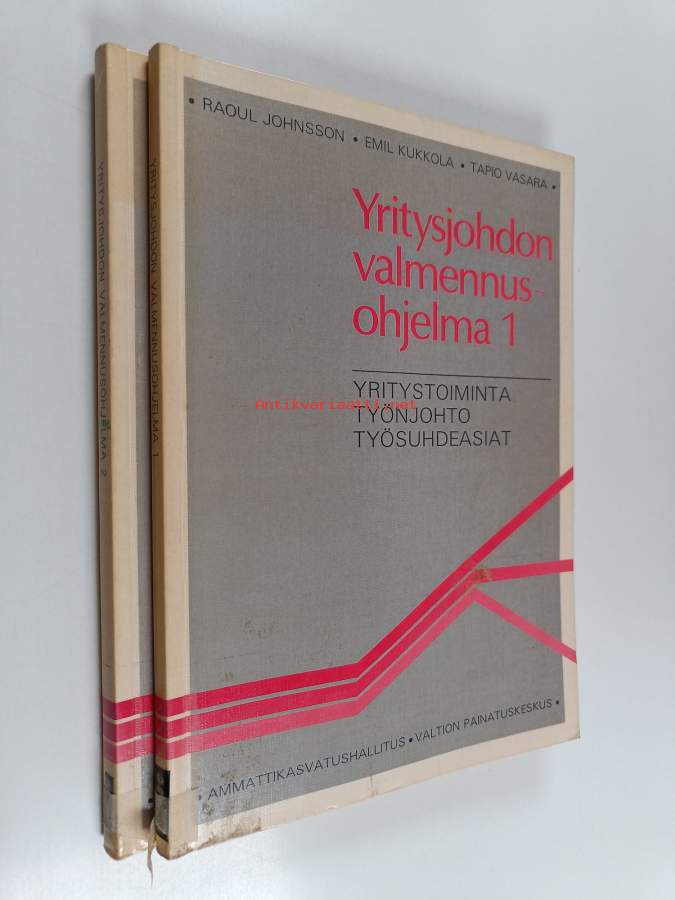 YRITYSJOHDON VALMENNUSOHJELMA 2
YRITYSJOHDON VALMENNUSOHJELMA 1
• RAOUL JOHNSSON • EMIL KUKKOLA • TAPIO VASARA •
Yritysjohdon
valmennus-
ohjelma 1
YRITYSTOIMINTA
TYÖNJOHTO
TYÖSUHDEASIAT
Antikvariaatti.net
• AMMATTIKASVATUSHALLITUS • VALTION PAINATUSKESKUS •